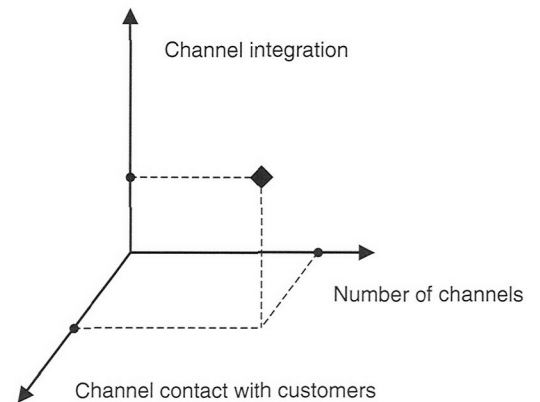 Channel integration
Number of channels
Channel contact with customers